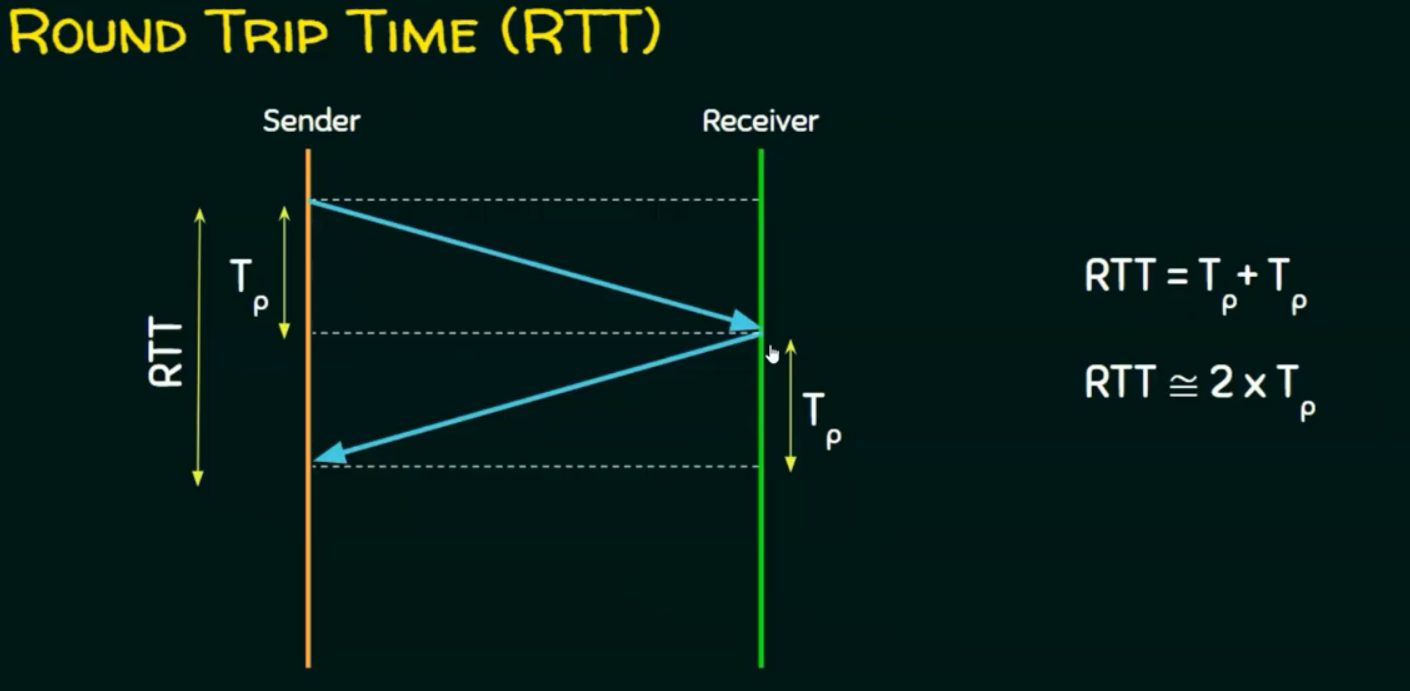 ROUND TRIP TIME (RTT)
Sender
Receiver
Tρ
RTT
Tρ
RTT = Tρ + Tρ
RTT ≅ 2 x Tρ